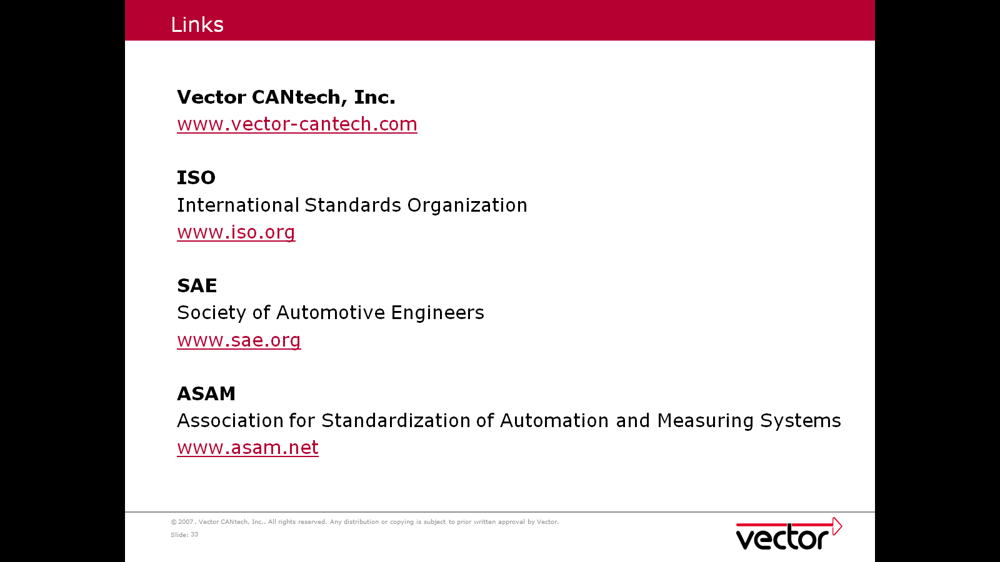 Links
Vector CANtech, Inc.
www.vector-cantech.com
ISO
International Standards Organization
www.iso.org
SAE
Society of Automotive Engineers
www.sae.org
ASAM
Association for Standardization of Automation and Measuring Systems
www.asam.net
© 2007 . Vector CANtech, Inc.. All rights reserved. Any distribution or copying is subject to prior written approval by Vector.
Slide: 33
vector